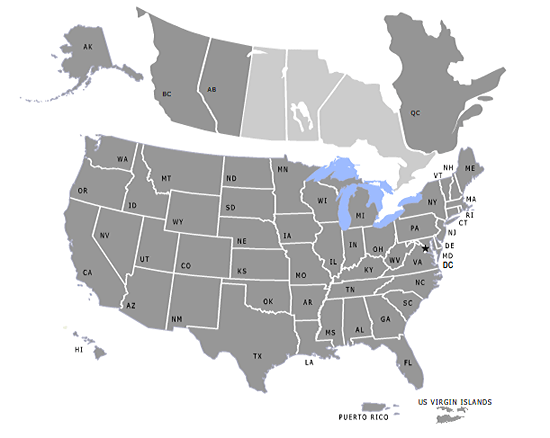 AK
BC
AB
QC
WA
MT
ND
MN
NH
VT
ME
OR
ID
WY
SD
WI
MI
NY
MA
RI
CT
NV
UT
CO
NE
IA
IL
IN
OH
PA
NJ
DE
MD
DC
WV
VA
CA
KS
MO
KY
AZ
NM
OK
AR
TN
NC
SC
HI
TX
LA
MS
AL
GA
FL
US VIRGIN ISLANDS
PUERTO RICO